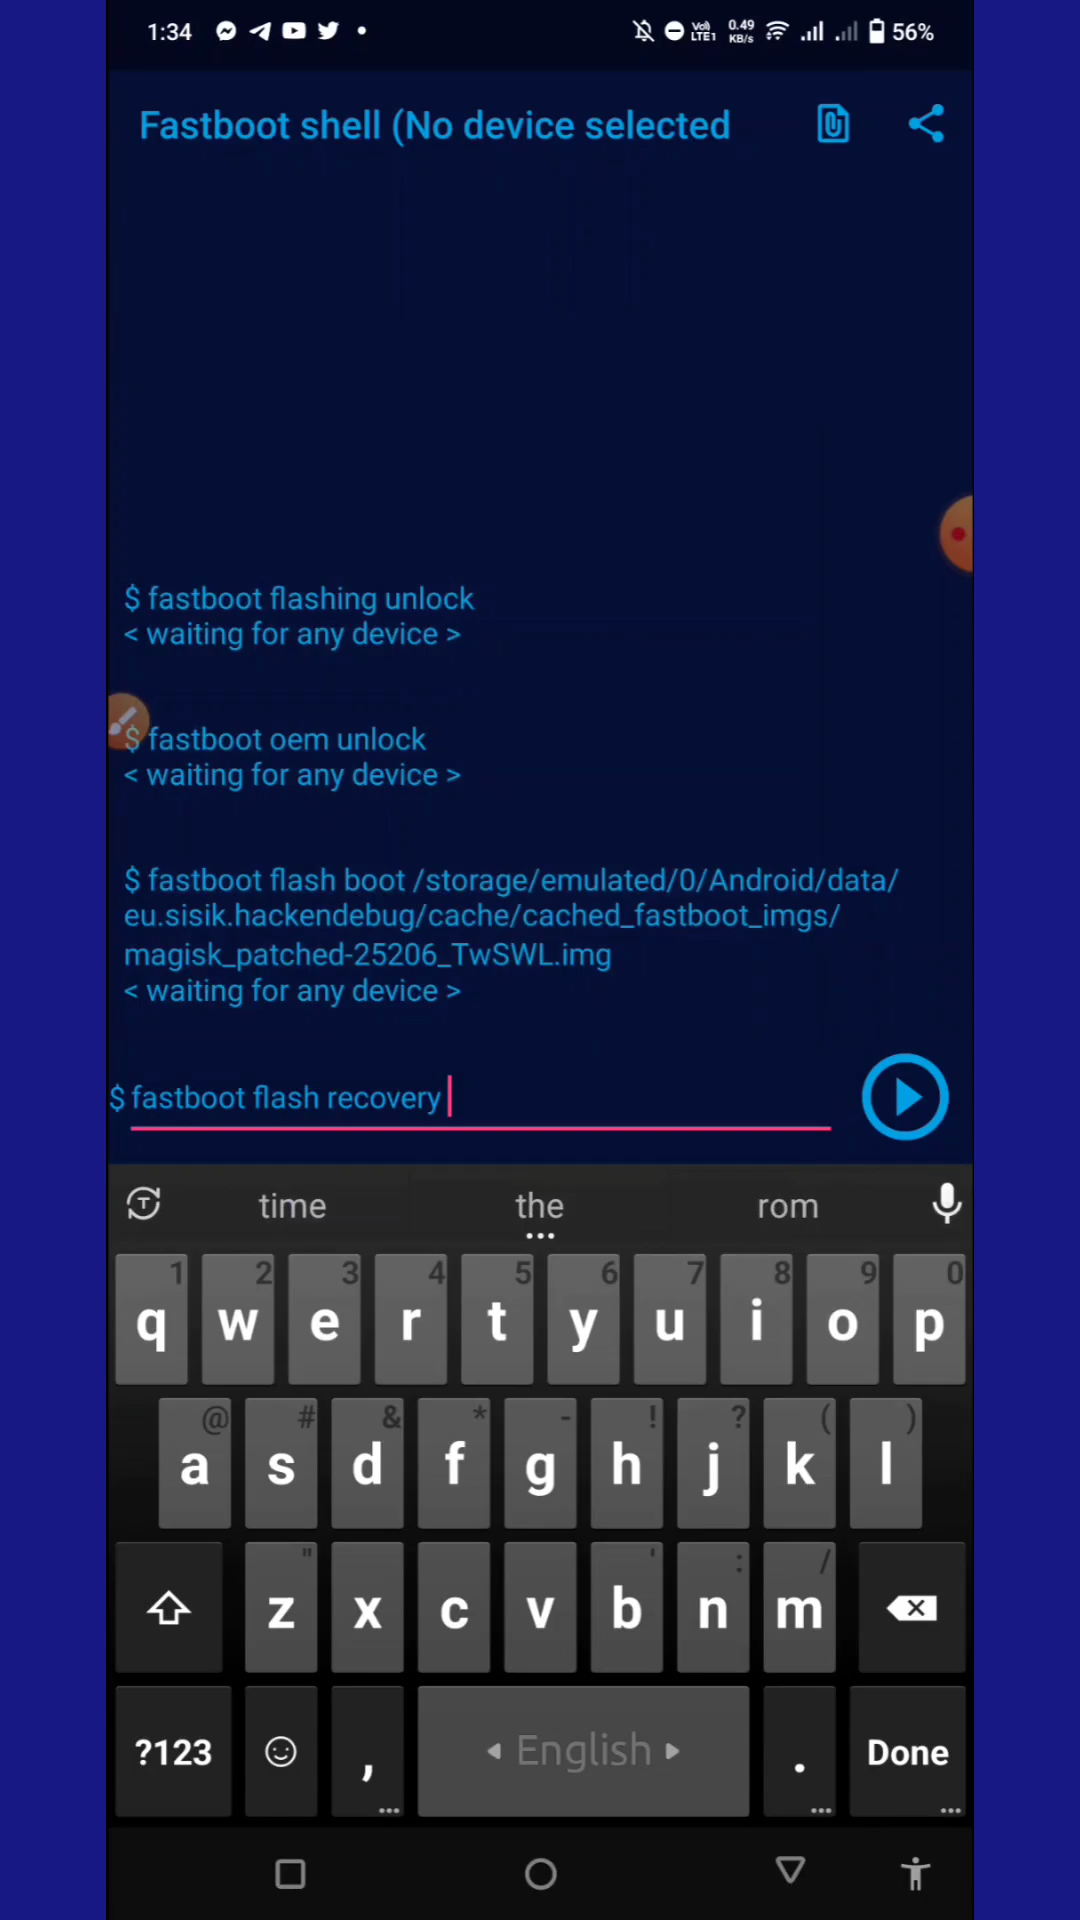 1:34
Vo) LTE1
0.49 KB/s
56%
Fastboot shell (No device selected
$ fastboot flashing unlock
< waiting for any device >
$ fastboot oem unlock
< waiting for any device >
$ fastboot flash boot /storage/emulated/0/Android/data/
eu.sisik.hackendebug/cache/cached_fastboot_imgs/
magisk_patched-25206_TwSWL.img
< waiting for any device >
$ fastboot flash recovery
T time the rom
1 2 3 4 5 6 7 8 9 0
q w e r t y u i o p
@ # & * - ! ? ( )
a s d f g h j k l
" ' : /
z x c v b n m
?123 , English . Done